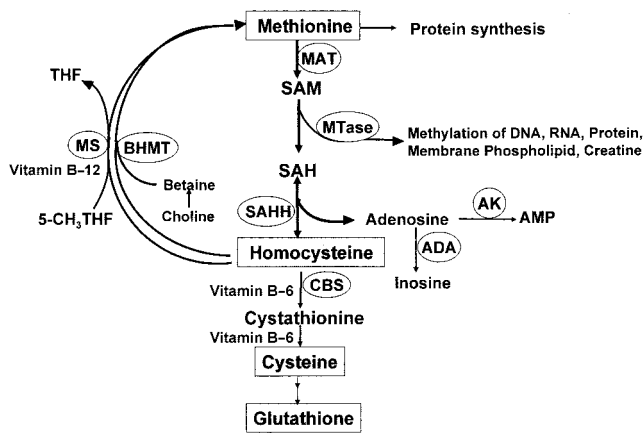 Methionine
Protein synthesis
MAT
THF
SAM
MTase
MS
BHMT
Methylation of DNA, RNA, Protein,
Membrane Phospholipid, Creatine
Vitamin B-12
SAH
Betaine
Choline
5-CH₃THF
SAHH
Adenosine
AK
AMP
ADA
Homocysteine
Inosine
Vitamin B-6
CBS
Cystathionine
Vitamin B-6
Cysteine
Glutathione